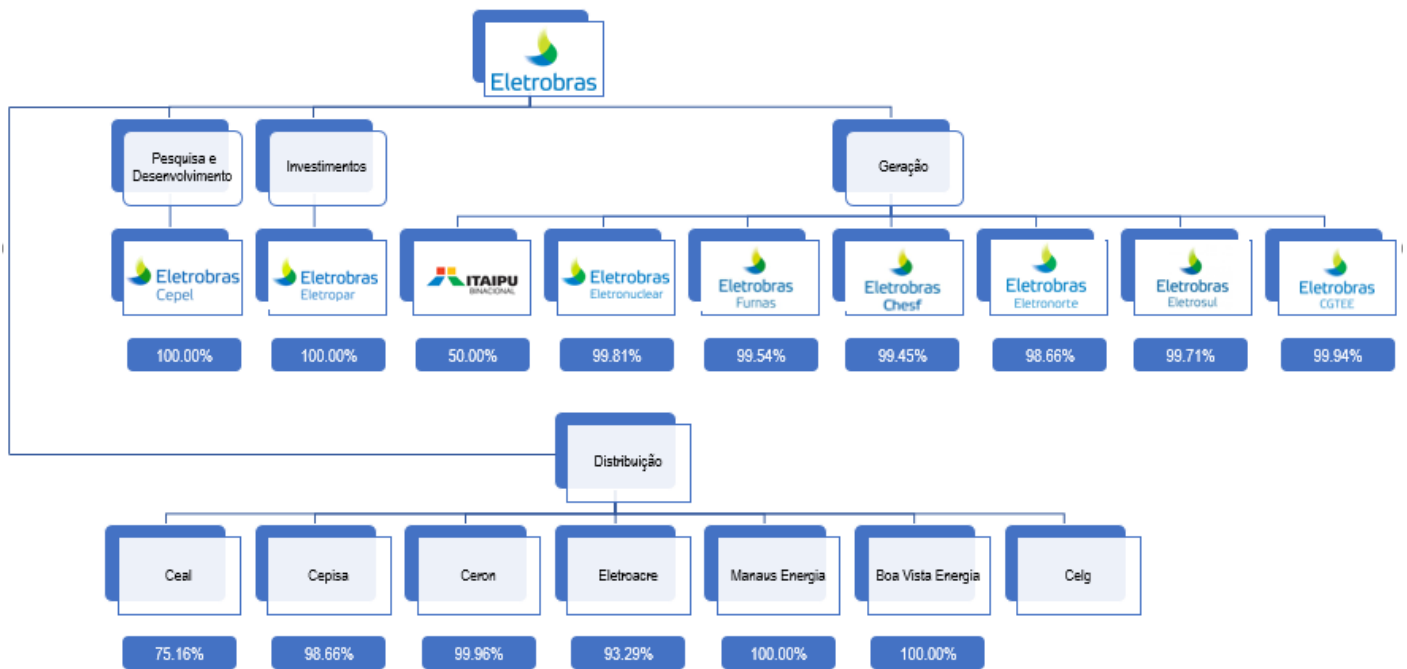 Eletrobras
Pesquisa e
Desenvolvimento
Investimentos
Geração
Eletrobras
Cepel
Eletrobras
Eletropar
ITAIPU
BINACIONAL
Eletrobras
Eletronuclear
Eletrobras
Furnas
Eletrobras
Chesf
Eletrobras
Eletronorte
Eletrobras
Eletrosul
Eletrobras
CGTEE
100.00%
100.00%
50.00%
99.81%
99.54%
99.45%
98.66%
99.71%
99.94%
Distribuição
Ceal
Cepisa
Ceron
Eletroacre
Manaus Energia
Boa Vista Energia
Celg
75.16%
98.66%
99.96%
93.29%
100.00%
100.00%